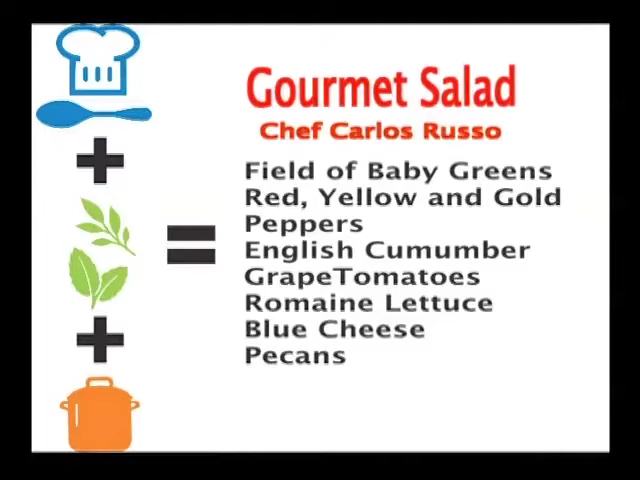 Gourmet Salad
Chef Carlos Russo
Field of Baby Greens
Red, Yellow and Gold
Peppers
English Cumumber
GrapeTomatoes
Romaine Lettuce
Blue Cheese
Pecans